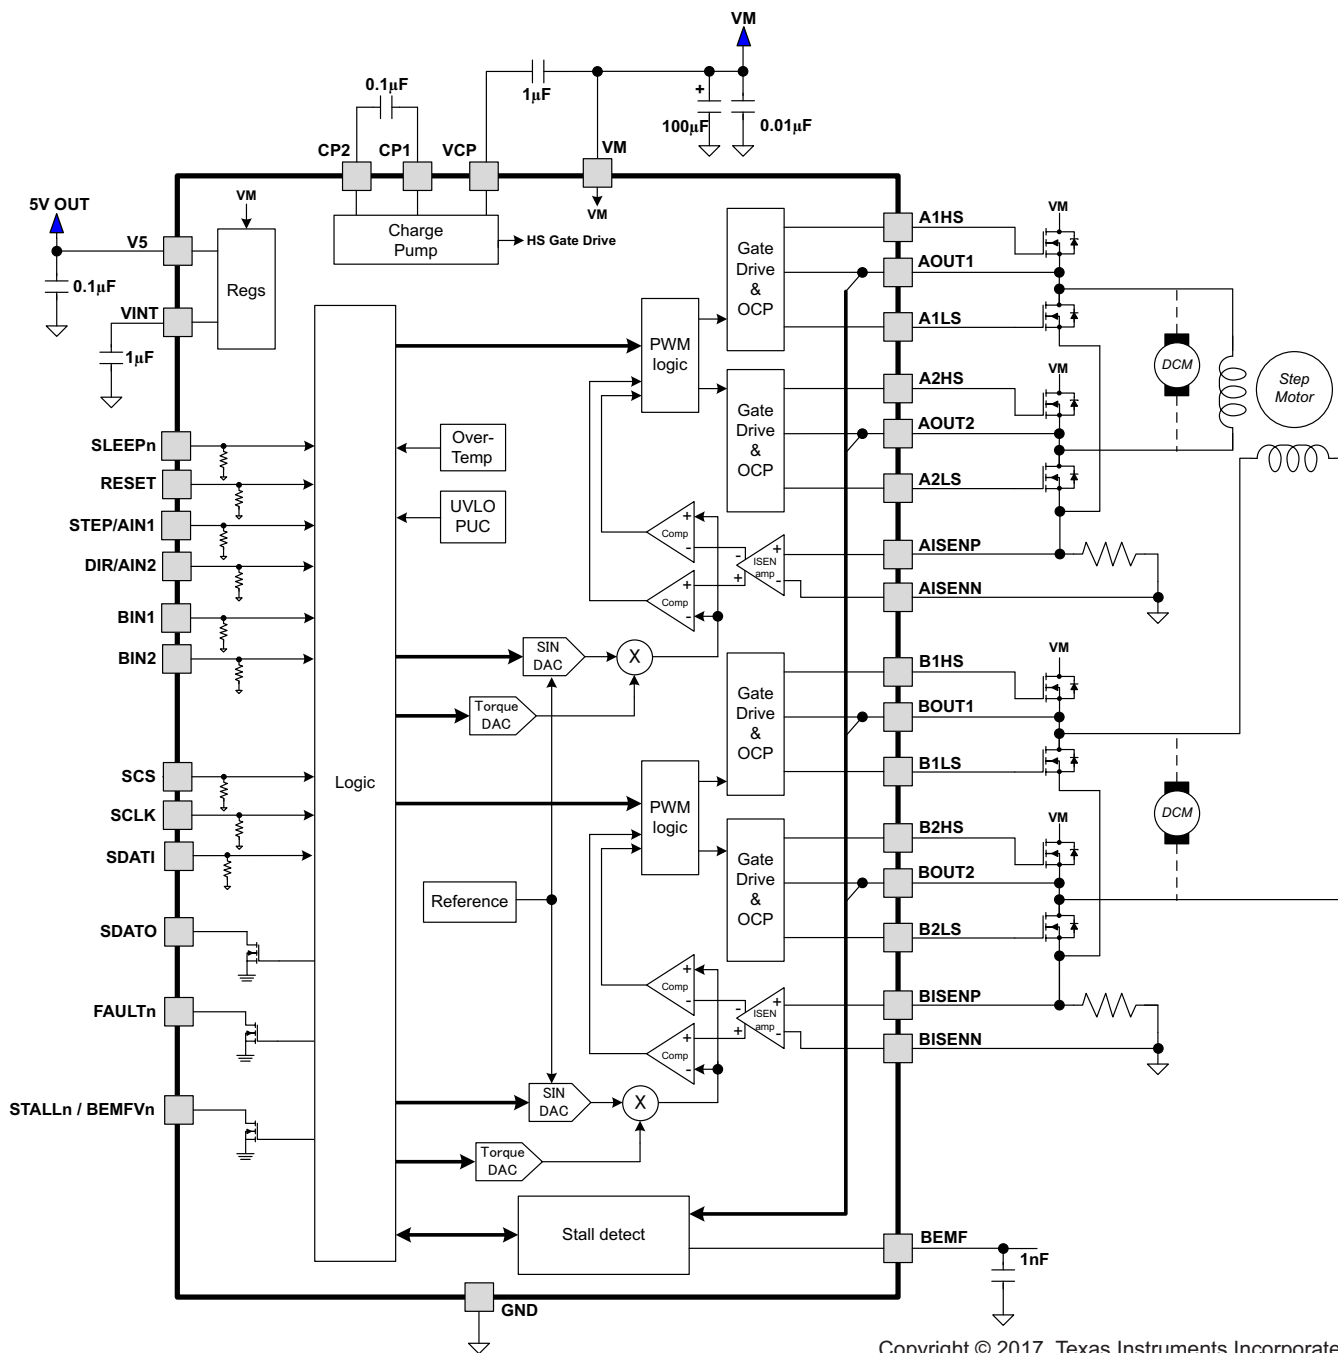 VM
0.1µF
1µF
+
100µF
0.01µF
CP2
CP1
VCP
VM
VM
5V OUT
V5
0.1µF
VINT
1µF
VM
Regs
Charge
Pump
HS Gate Drive
Gate
Drive
&
OCP
A1HS
AOUT1
A1LS
VM
PWM
logic
Gate
Drive
&
OCP
A2HS
AOUT2
A2LS
VM
DCM
Step
Motor
SLEEPn
RESET
STEP/AIN1
DIR/AIN2
BIN1
BIN2
Over-
Temp
UVLO
PUC
+
Comp
-
+
Comp
-
-
+
ISEN
amp
+
-
AISENP
AISENN
SIN
DAC
X
Torque
DAC
Logic
SCS
SCLK
SDATI
SDATO
FAULTn
STALLn / BEMFVn
Reference
Gate
Drive
&
OCP
B1HS
BOUT1
B1LS
VM
PWM
logic
Gate
Drive
&
OCP
B2HS
BOUT2
B2LS
VM
DCM
+
Comp
-
+
Comp
-
-
+
ISEN
amp
+
-
BISENP
BISENN
SIN
DAC
X
Torque
DAC
Stall detect
BEMF
1nF
GND
Copyright © 2017, Texas Instruments Incorporate